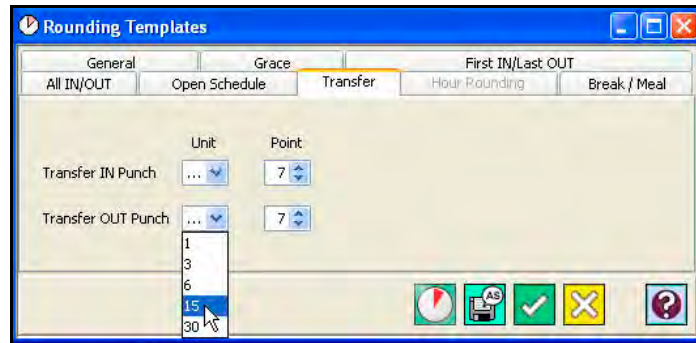 Rounding Templates
General Grace First IN/Last OUT
All IN/OUT Open Schedule Transfer Hour Rounding Break / Meal
Unit Point
Transfer IN Punch ... 7
Transfer OUT Punch ... 7
1
3
6
15
30
AS
?